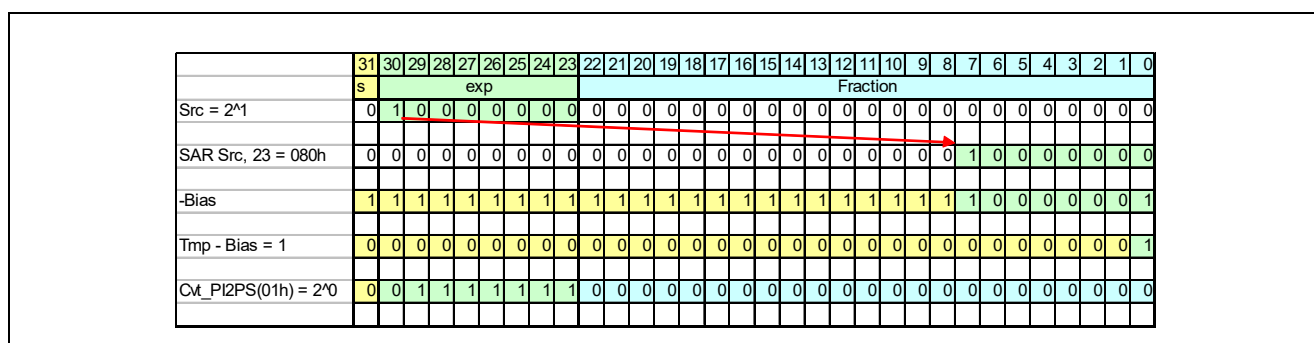 31 30 29 28 27 26 25 24 23 22 21 20 19 18 17 16 15 14 13 12 11 10 9 8 7 6 5 4 3 2 1 0
s exp Fraction
Src = 2^1 0 1 0 0 0 0 0 0 0 0 0 0 0 0 0 0 0 0 0 0 0 0 0 0 0 0 0 0 0 0 0 0
SAR Src, 23 = 080h 0 0 0 0 0 0 0 0 0 0 0 0 0 0 0 0 0 0 0 0 0 0 0 0 1 0 0 0 0 0 0 0
-Bias 1 1 1 1 1 1 1 1 1 1 1 1 1 1 1 1 1 1 1 1 1 1 1 1 1 0 0 0 0 0 0 1
Tmp - Bias = 1 0 0 0 0 0 0 0 0 0 0 0 0 0 0 0 0 0 0 0 0 0 0 0 0 0 0 0 0 0 0 0 1
Cvt_PI2PS(01h) = 2^0 0 0 1 1 1 1 1 1 1 0 0 0 0 0 0 0 0 0 0 0 0 0 0 0 0 0 0 0 0 0 0 0